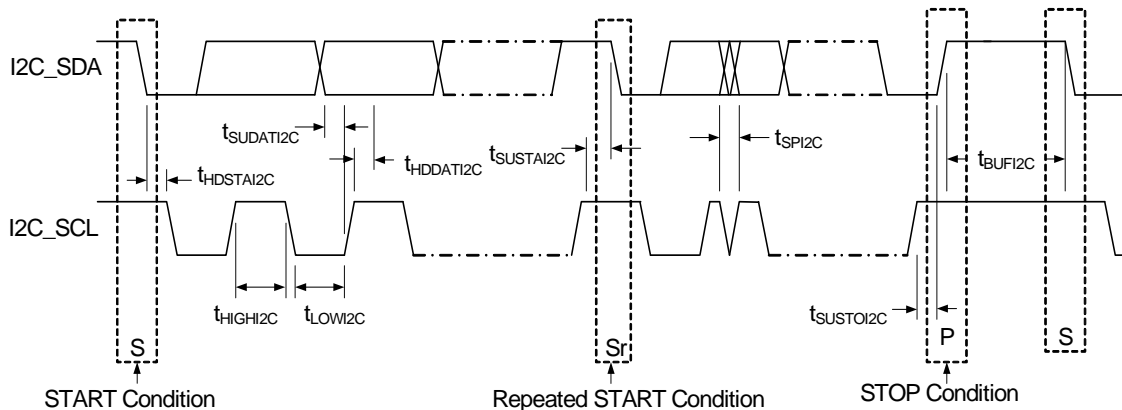 I2C_SDA
tSUDATI2C
tHDDATI2C
tSUSTAI2C
tSPI2C
tBUFI2C
tHDSTAI2C
I2C_SCL
tHIGHI2C
tLOWI2C
tSUSTOI2C
S
Sr
P
S
START Condition
Repeated START Condition
STOP Condition